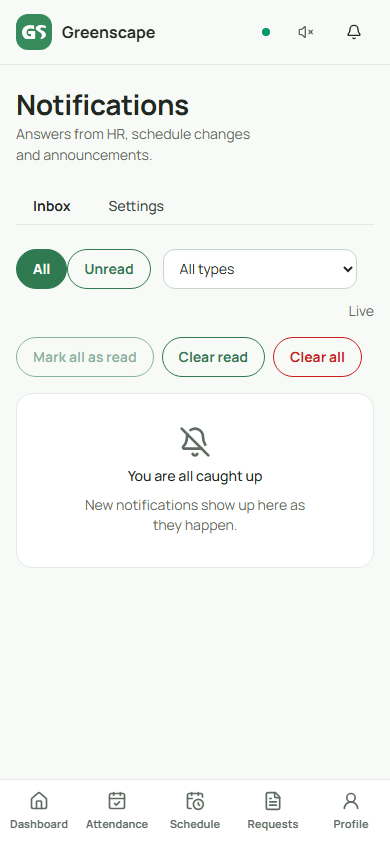 GS Greenscape
Notifications
Answers from HR, schedule changes
and announcements.
Inbox Settings
All Unread All types
Live
Mark all as read Clear read Clear all
You are all caught up
New notifications show up here as
they happen.
Dashboard Attendance Schedule Requests Profile